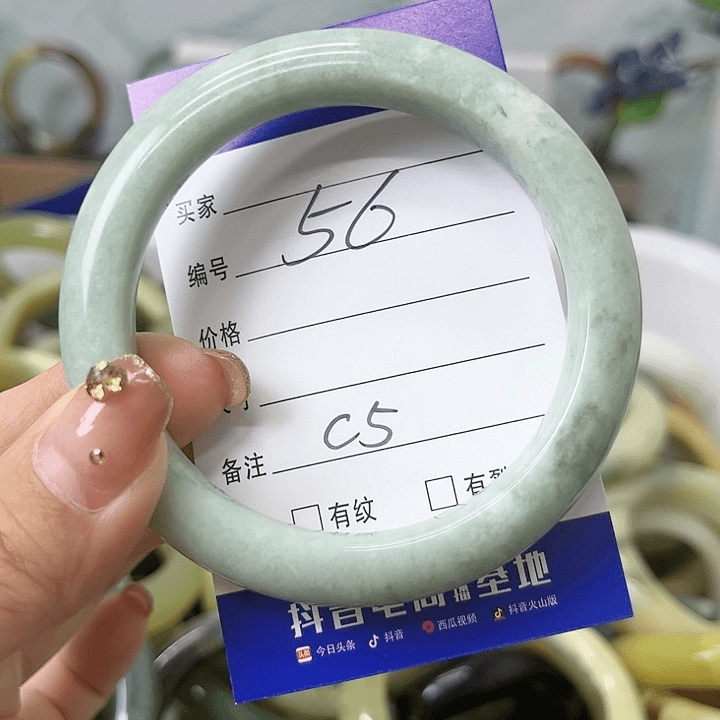 买家
56
编号
价格
C5
备注
□有纹 □有
抖音电商直播基地
今日头条 抖音 西瓜视频 抖音火山版